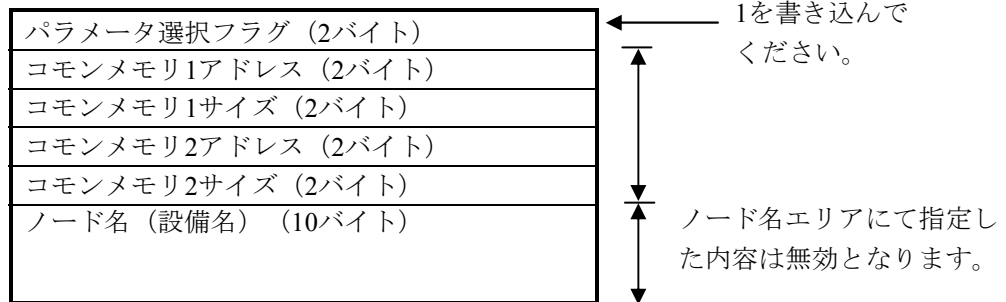 パラメータ選択フラグ（2バイト）
コモンメモリ1アドレス（2バイト）
コモンメモリ1サイズ（2バイト）
コモンメモリ2アドレス（2バイト）
コモンメモリ2サイズ（2バイト）
ノード名（設備名）（10バイト）
1を書き込んで
ください。
ノード名エリアにて指定し
た内容は無効となります。